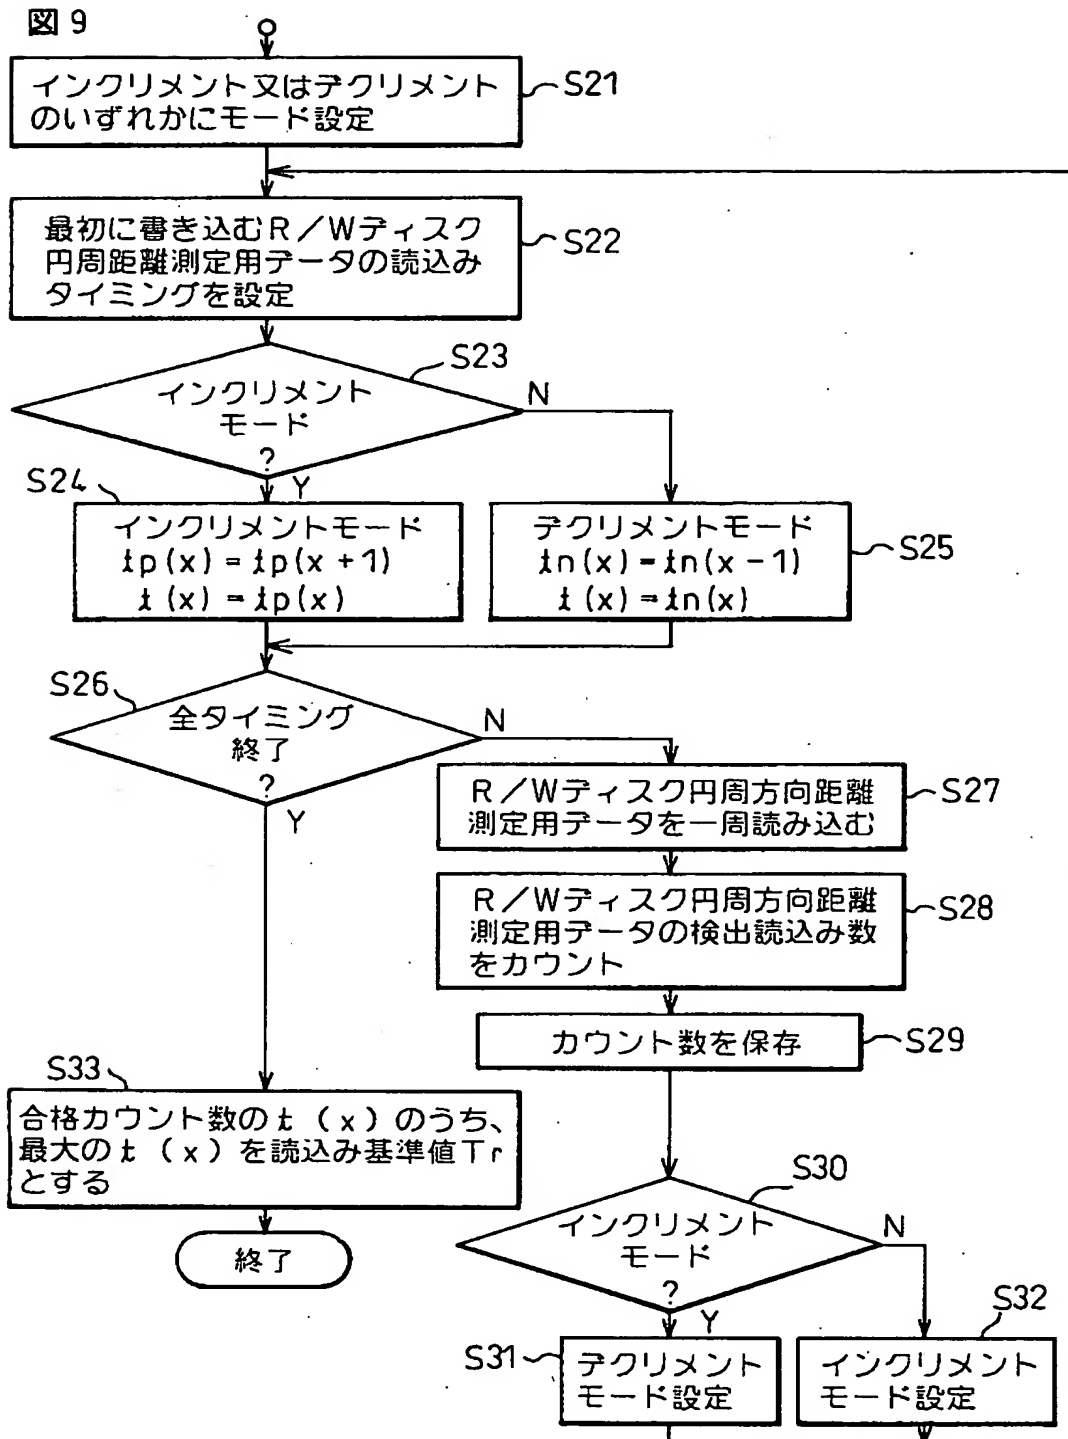 図9
インクリメント又はデクリメント
のいずれかにモード設定
S21
最初に書き込むR/Wディスク
円周距離測定用データの読込み
タイミングを設定
S22
インクリメント
モード
?
S23
N
Y
S24
インクリメントモード
tp(x)=tp(x+1)
t(x)=tp(x)
デクリメントモード
tn(x)=tn(x-1)
t(x)=tn(x)
S25
S26
全タイミング
終了
?
N
Y
R/Wディスク円周方向距離
測定用データを一周読み込む
S27
R/Wディスク円周方向距離
測定用データの検出読込み数
をカウント
S28
カウント数を保存
S29
S33
合格カウント数のt(x)のうち、
最大のt(x)を読込み基準値Tr
とする
終了
S30
インクリメント
モード
?
N
Y
S31
デクリメント
モード設定
S32
インクリメント
モード設定